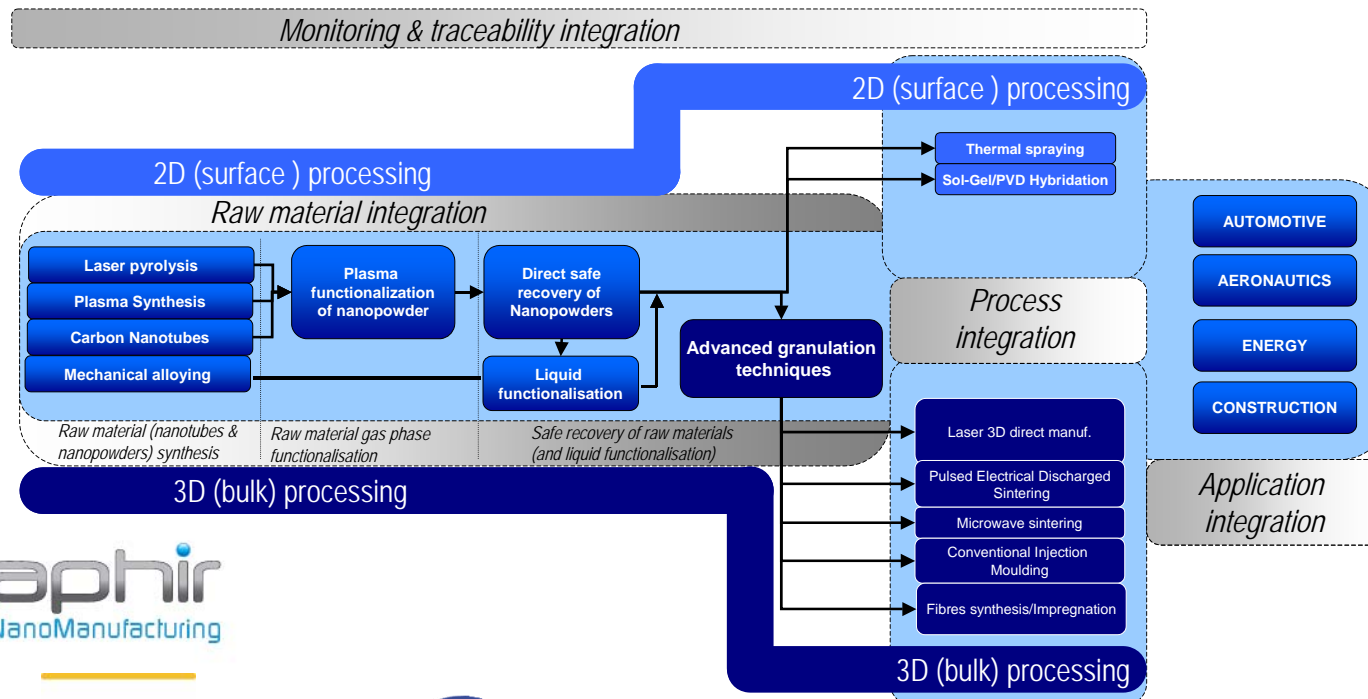 Monitoring & traceability integration
2D (surface ) processing
Thermal spraying
Sol-Gel/PVD Hybridation
2D (surface ) processing
Raw material integration
Laser pyrolysis
Plasma Synthesis
Carbon Nanotubes
Mechanical alloying
Plasma
functionalization
of nanopowder
Direct safe
recovery of
Nanopowders
Liquid
functionalisation
Advanced granulation
techniques
Raw material (nanotubes &
nanopowders) synthesis
Raw material gas phase
functionalisation
Safe recovery of raw materials
(and liquid functionalisation)
Process
integration
AUTOMOTIVE
AERONAUTICS
ENERGY
CONSTRUCTION
Application
integration
Laser 3D direct manuf.
Pulsed Electrical Discharged
Sintering
Microwave sintering
Conventional Injection
Moulding
Fibres synthesis/Impregnation
3D (bulk) processing
3D (bulk) processing
aphir
NanoManufacturing